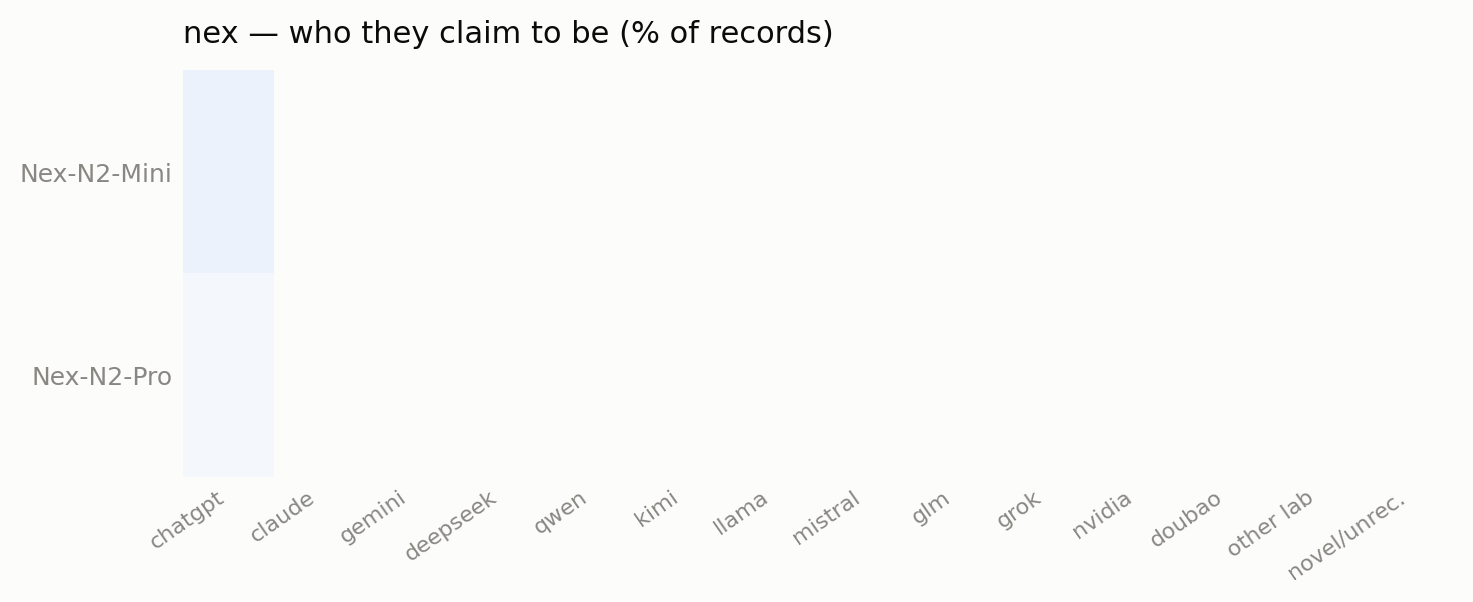 nex — who they claim to be (% of records)
Nex-N2-Mini
Nex-N2-Pro
chatgpt
claude
gemini
deepseek
qwen
kimi
llama
mistral
glm
grok
nvidia
doubao
other lab
novel/unrec.